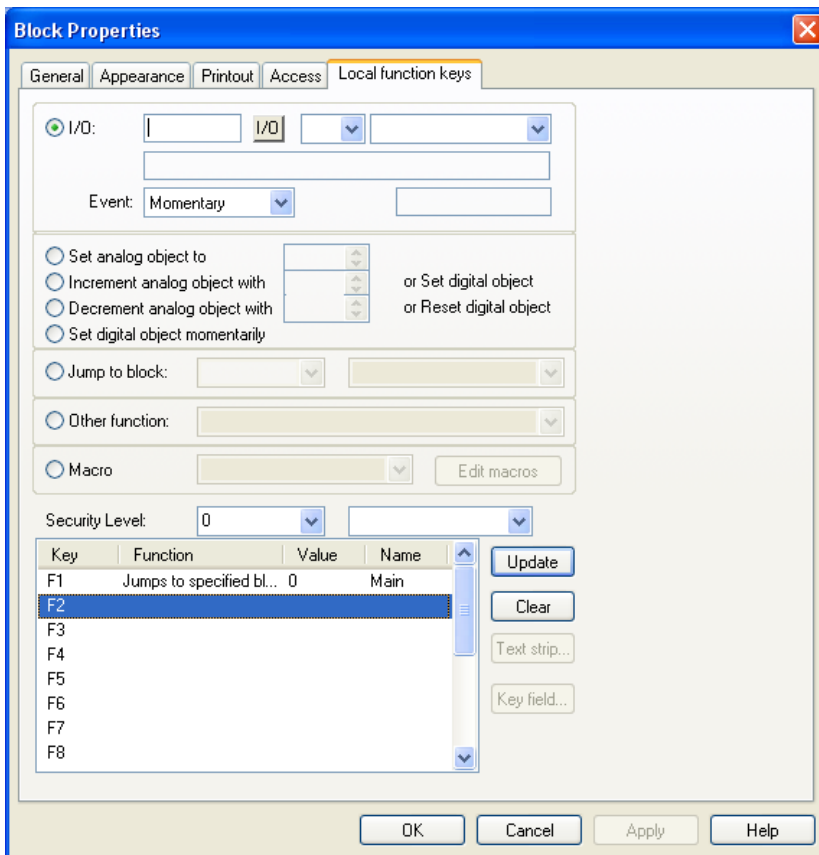 Block Properties
General Appearance Printout Access Local function keys
I/O: I/O
Event: Momentary
Set analog object to
Increment analog object with or Set digital object
Decrement analog object with or Reset digital object
Set digital object momentarily
Jump to block:
Other function:
Macro Edit macros
Security Level: 0
Key Function Value Name
F1 Jumps to specified bl... 0 Main
Update
F2
Clear
F3
F4
Text strip...
F5
F6
Key field...
F7
F8
OK Cancel Apply Help